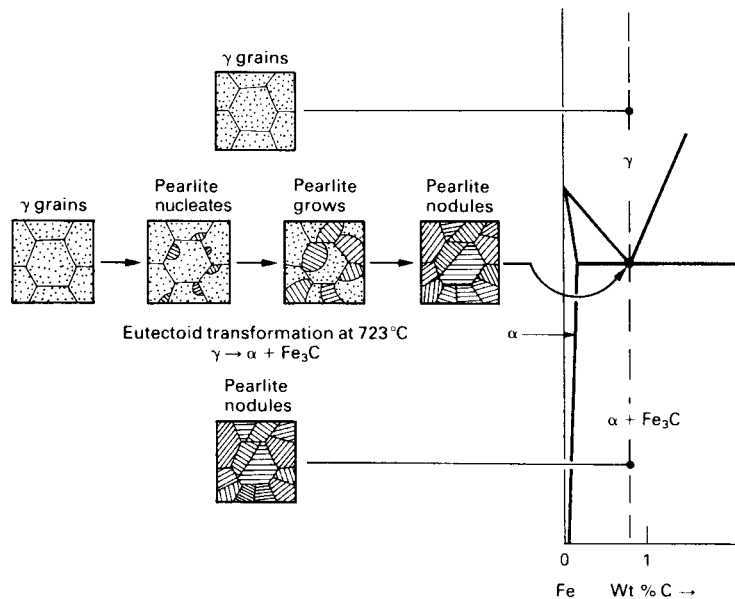 γ grains
γ
γ grains
Pearlite
nucleates
Pearlite
grows
Pearlite
nodules
Eutectoid transformation at 723 °C
γ → α + Fe₃C
α
Pearlite
nodules
α + Fe₃C
0
1
Fe
Wt % C →